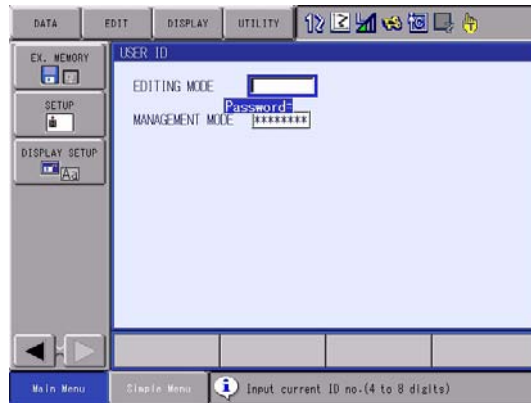 DATA
EDIT
DISPLAY
UTILITY
EX. MEMORY
SETUP
DISPLAY SETUP
Aa
USER ID
EDITING MODE
Password=
MANAGEMENT MODE ********
Main Menu
Simple Menu
Input current ID no.(4 to 8 digits)